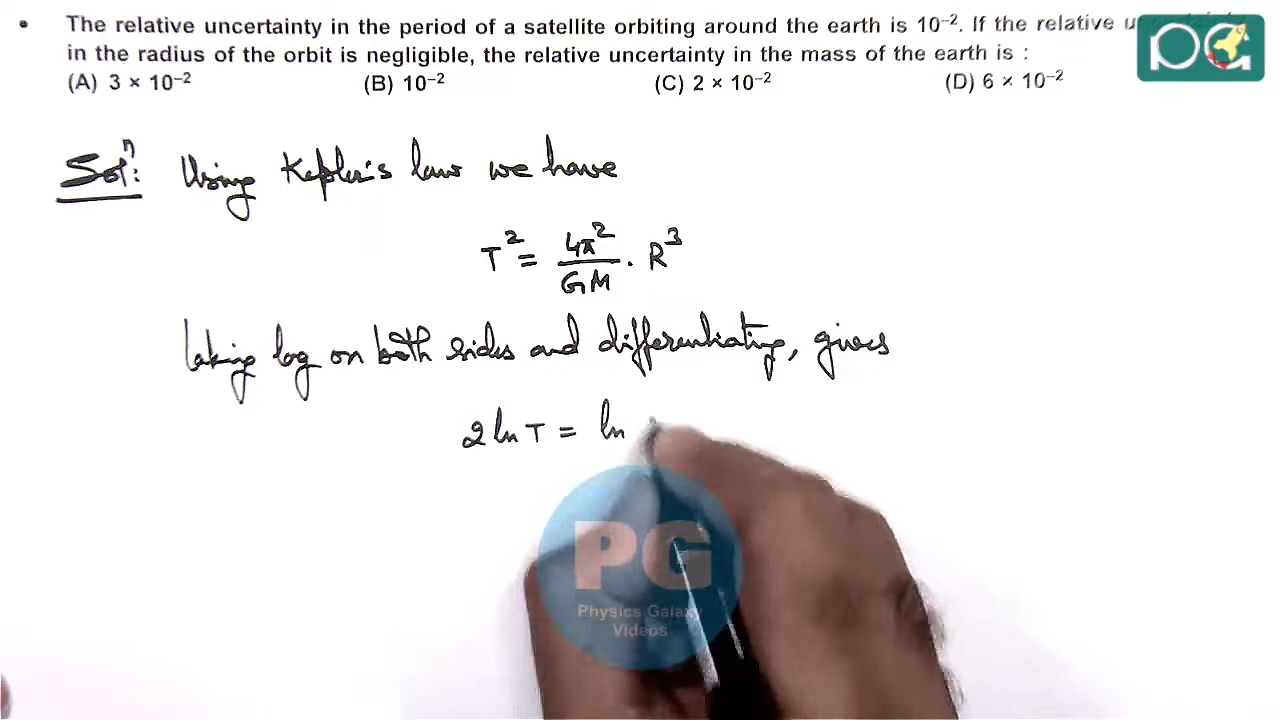 • The relative uncertainty in the period of a satellite orbiting around the earth is 10⁻². If the relative
in the radius of the orbit is negligible, the relative uncertainty in the mass of the earth is :
(A) 3 × 10⁻² (B) 10⁻² (C) 2 × 10⁻² (D) 6 × 10⁻²
PG
Solⁿ: Using Kepler's law we have
T² = 4π²/GM · R³
taking log on both sides and differentiating, gives
2 ln T = ln
PG
Physics Galaxy
Videos